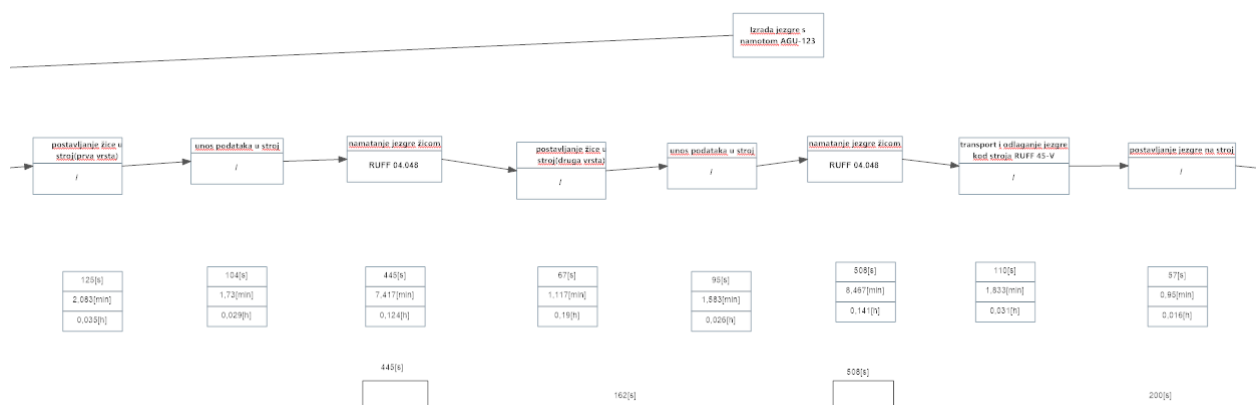 Izrada jezgre s
namotom AGU-123
postavljanje žice u
stroj(prva vrsta)
/
unos podataka u stroj
/
namatanje jezgre žicom
RUFF 04.048
postavljanje žice u
stroj(druga vrsta)
/
unos podataka u stroj
/
namatanje jezgre žicom
RUFF 04.048
transport i odlaganje jezgre
kod stroja RUFF 45-V
/
postavljanje jezgre na stroj
/
125[s]
2,083[min]
0,035[h]
104[s]
1,73[min]
0,029[h]
445[s]
7,417[min]
0,124[h]
67[s]
1,117[min]
0,19[h]
95[s]
1,583[min]
0,026[h]
508[s]
8,467[min]
0,141[h]
110[s]
1,833[min]
0,031[h]
57[s]
0,95[min]
0,016[h]
445[s]
162[s]
508[s]
200[s]